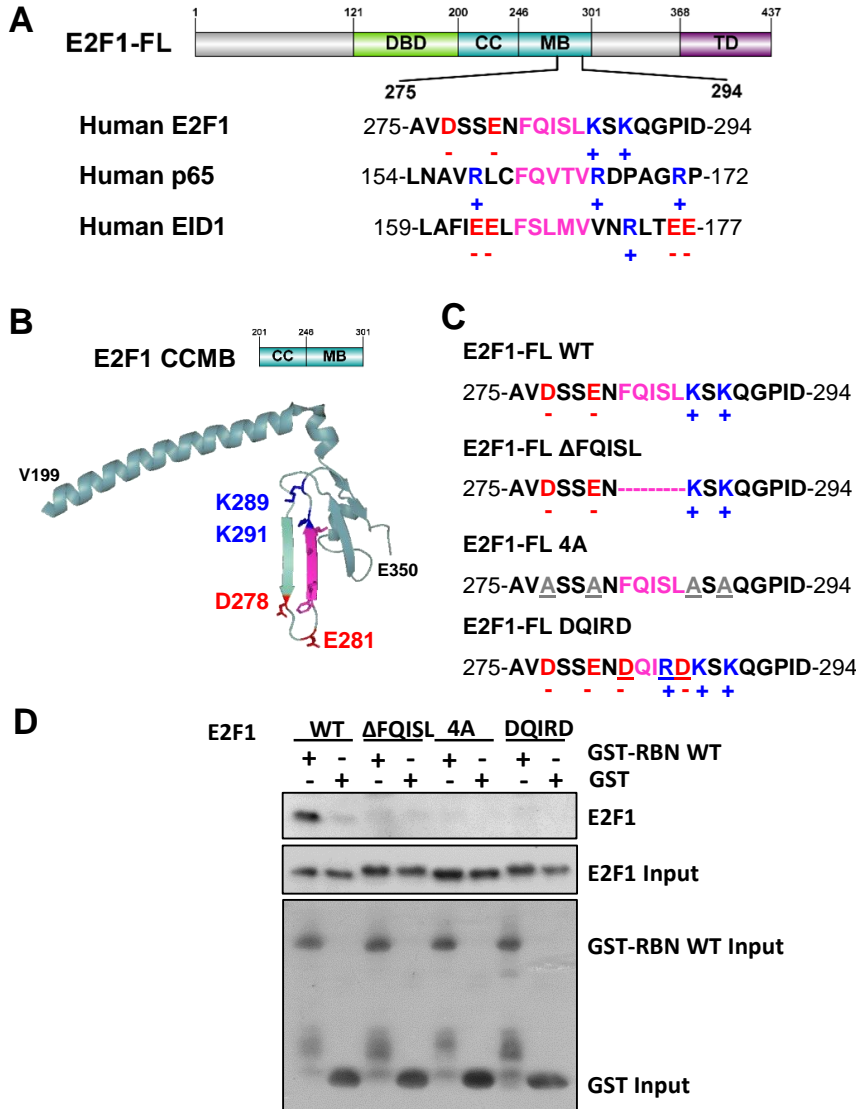 A
1 121 200 246 301 368 437
E2F1-FL DBD CC MB TD
275 294
Human E2F1 275-AVDSSENFQISLKSKQGPID-294
- - + +
Human p65 154-LNAVRLCFQVTVRDPAGRP-172
+ + +
Human EID1 159-LAFIEELFSLMVVNRLTEE-177
-- + --
B
201 246 301
E2F1 CCMB CC MB
V199
K289
K291
E350
D278
E281
C
E2F1-FL WT
275-AVDSSENFQISLKSKQGPID-294
- - + +
E2F1-FL ΔFQISL
275-AVDSSEN---------KSKQGPID-294
- - + +
E2F1-FL 4A
275-AVASSANFQISLASAQGPID-294
E2F1-FL DQIRD
275-AVDSSENDQIRDKSKQGPID-294
- - - + - + +
D
E2F1 WT ΔFQISL 4A DQIRD
+ - + - + - + - GST-RBN WT
- + - + - + - + GST
E2F1
E2F1 Input
GST-RBN WT Input
GST Input